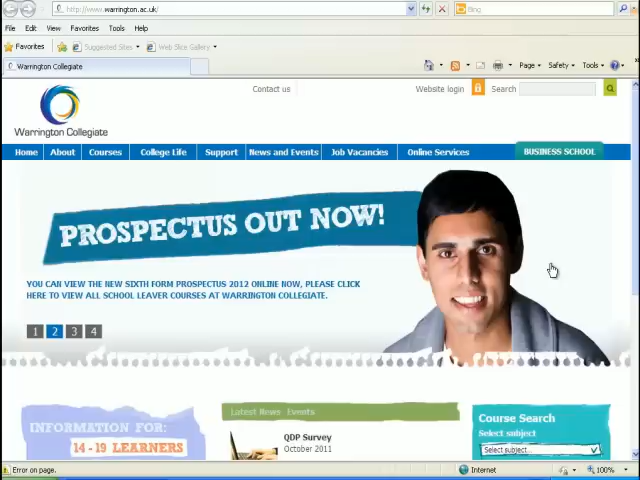 http://www.warrington.ac.uk/
Bing
File Edit View Favorites Tools Help
Favorites Suggested Sites Web Slice Gallery
Warrington Collegiate
Page Safety Tools
Contact us Website login Search
Warrington Collegiate
Home About Courses College Life Support News and Events Job Vacancies Online Services BUSINESS SCHOOL
PROSPECTUS OUT NOW!
YOU CAN VIEW THE NEW SIXTH FORM PROSPECTUS 2012 ONLINE NOW, PLEASE CLICK
HERE TO VIEW ALL SCHOOL LEAVER COURSES AT WARRINGTON COLLEGIATE.
1 2 3 4
INFORMATION FOR:
14 - 19 LEARNERS
Latest News Events
QDP Survey
October 2011
Course Search
Select subject
Select subject...
Error on page. Internet 100%